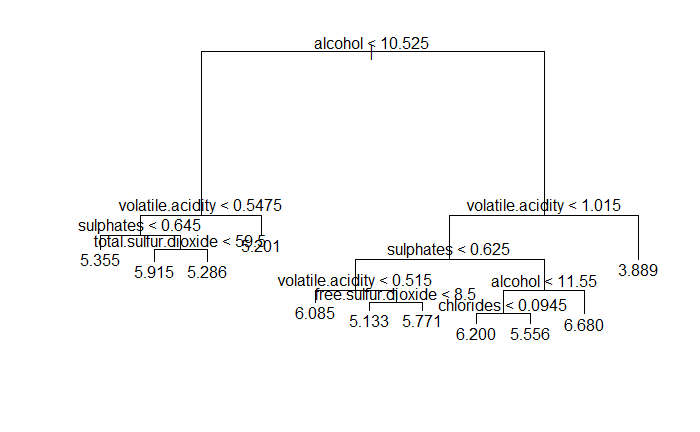 alcohol < 10.525
volatile.acidity < 0.5475
volatile.acidity < 1.015
sulphates < 0.645
total.sulfur.dioxide < 59.5
5.201
5.355
5.915
5.286
sulphates < 0.625
3.889
volatile.acidity < 0.515
alcohol < 11.55
free.sulfur.dioxide < 8.5
chlorides < 0.0945
6.085
5.133
5.771
6.200
5.556
6.680